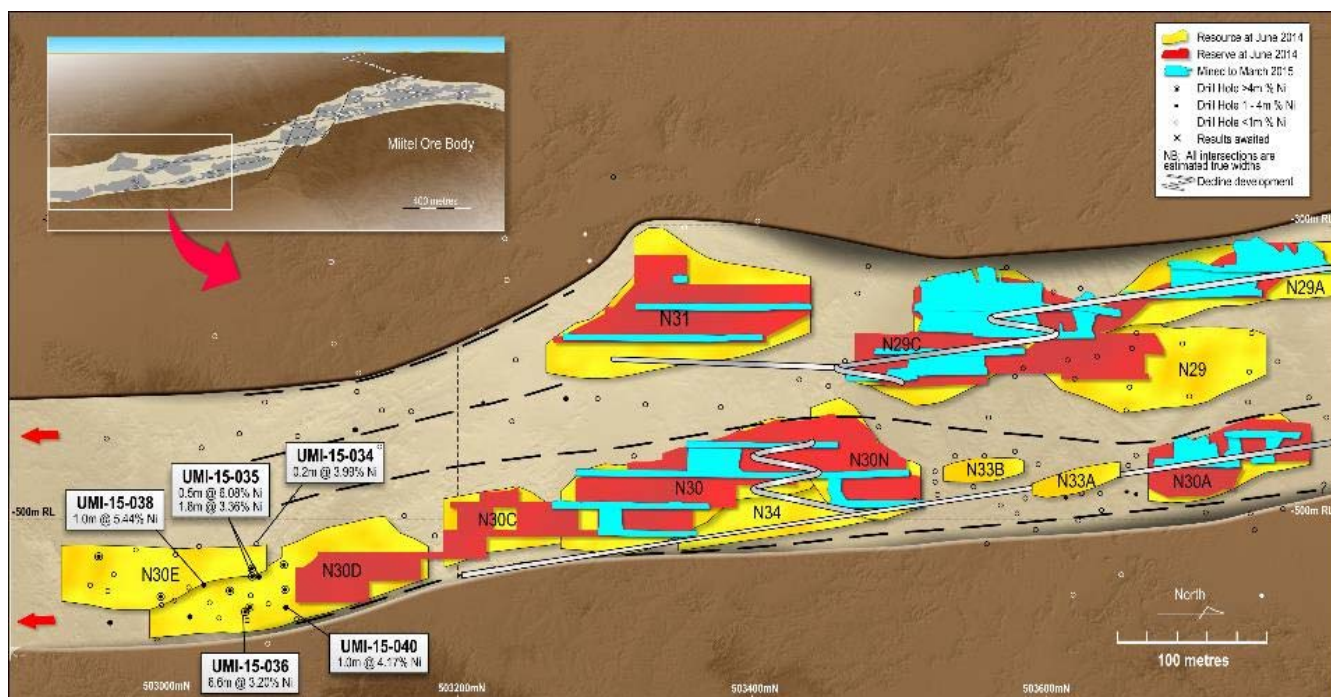 Resource at June 2014
Reserve at June 2014
Mined to March 2015
Drill Hole >4m % Ni
Drill Hole 1 - 4m % Ni
Drill Hole <1m % Ni
Results awaited
NB: All intersections are
estimated true widths
Decline development
Miitel Ore Body
400 metres
-300m RL
N31
N29A
N29C
N29
UMI-15-034
0.2m @ 3.99% Ni
UMI-15-035
0.5m @ 6.08% Ni
1.8m @ 3.36% Ni
UMI-15-038
1.0m @ 5.44% Ni
N30N
N33B
N33A
N30
N30A
N34
-500m RL
-500m RL
N30C
N30D
N30E
?
North
UMI-15-040
1.0m @ 4.17% Ni
UMI-15-036
6.6m @ 3.20% Ni
100 metres
503000mN
503200mN
503400mN
503600mN